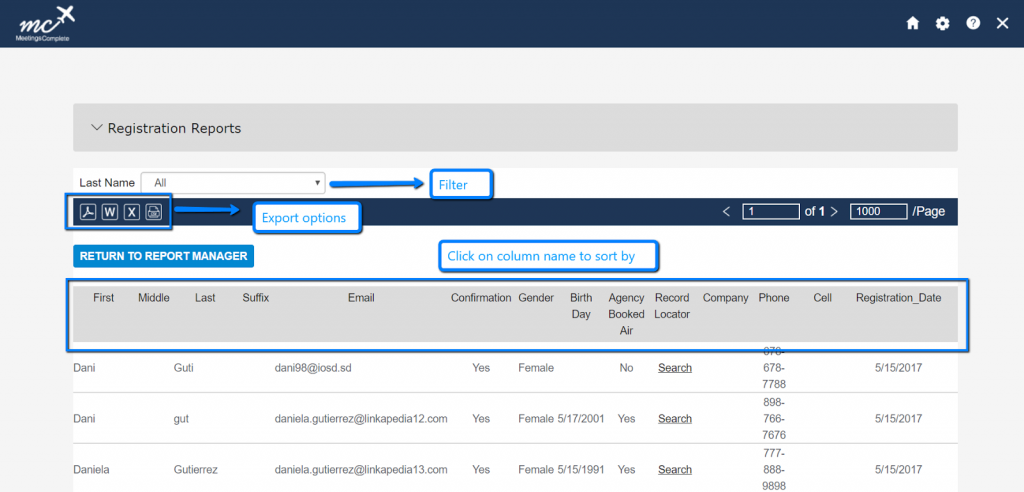 mc
MeetingsComplete
Registration Reports
Last Name All
Filter
W X
Export options
< 1 of 1 > 1000 /Page
RETURN TO REPORT MANAGER
Click on column name to sort by
First Middle Last Suffix Email Confirmation Gender Birth Day Agency Booked Air Record Locator Company Phone Cell Registration_Date
Dani Guti dani98@iosd.sd Yes Female No Search 678-7788 5/15/2017
Dani gut daniela.gutierrez@linkapedia12.com Yes Female 5/17/2001 Yes Search 898-766-7676 5/15/2017
Daniela Gutierrez daniela.gutierrez@linkapedia13.com Yes Female 5/15/1991 Yes Search 777-888-9898 5/15/2017